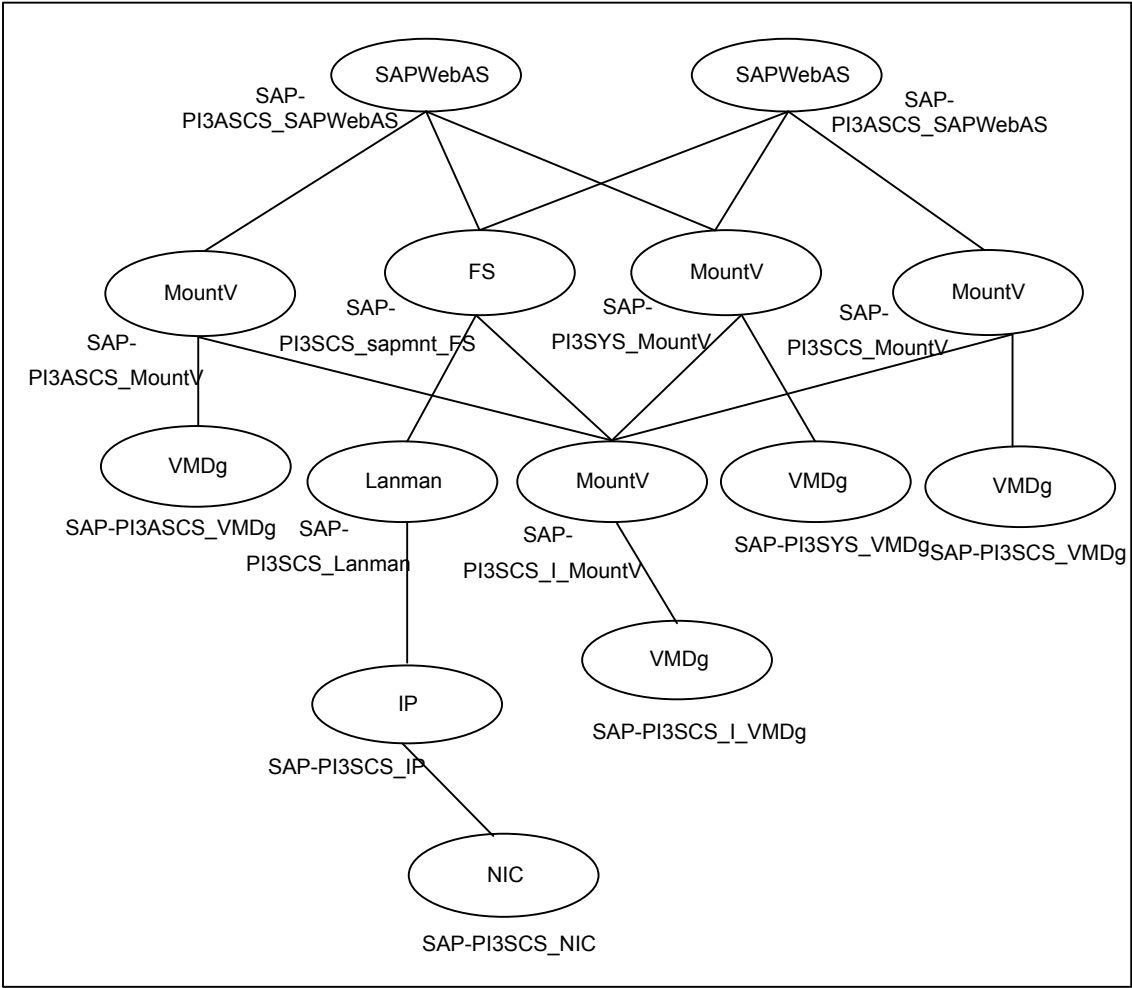 SAPWebAS
SAP-
PI3ASCS_SAPWebAS
SAPWebAS
SAP-
PI3ASCS_SAPWebAS
MountV
SAP-
PI3ASCS_MountV
FS
SAP-
PI3SCS_sapmnt_FS
MountV
SAP-
PI3SYS_MountV
MountV
SAP-
PI3SCS_MountV
VMDg
SAP-PI3ASCS_VMDg
Lanman
SAP-
PI3SCS_Lanman
MountV
SAP-
PI3SCS_I_MountV
VMDg
SAP-PI3SYS_VMDg
VMDg
SAP-PI3SCS_VMDg
VMDg
SAP-PI3SCS_I_VMDg
IP
SAP-PI3SCS_IP
NIC
SAP-PI3SCS_NIC